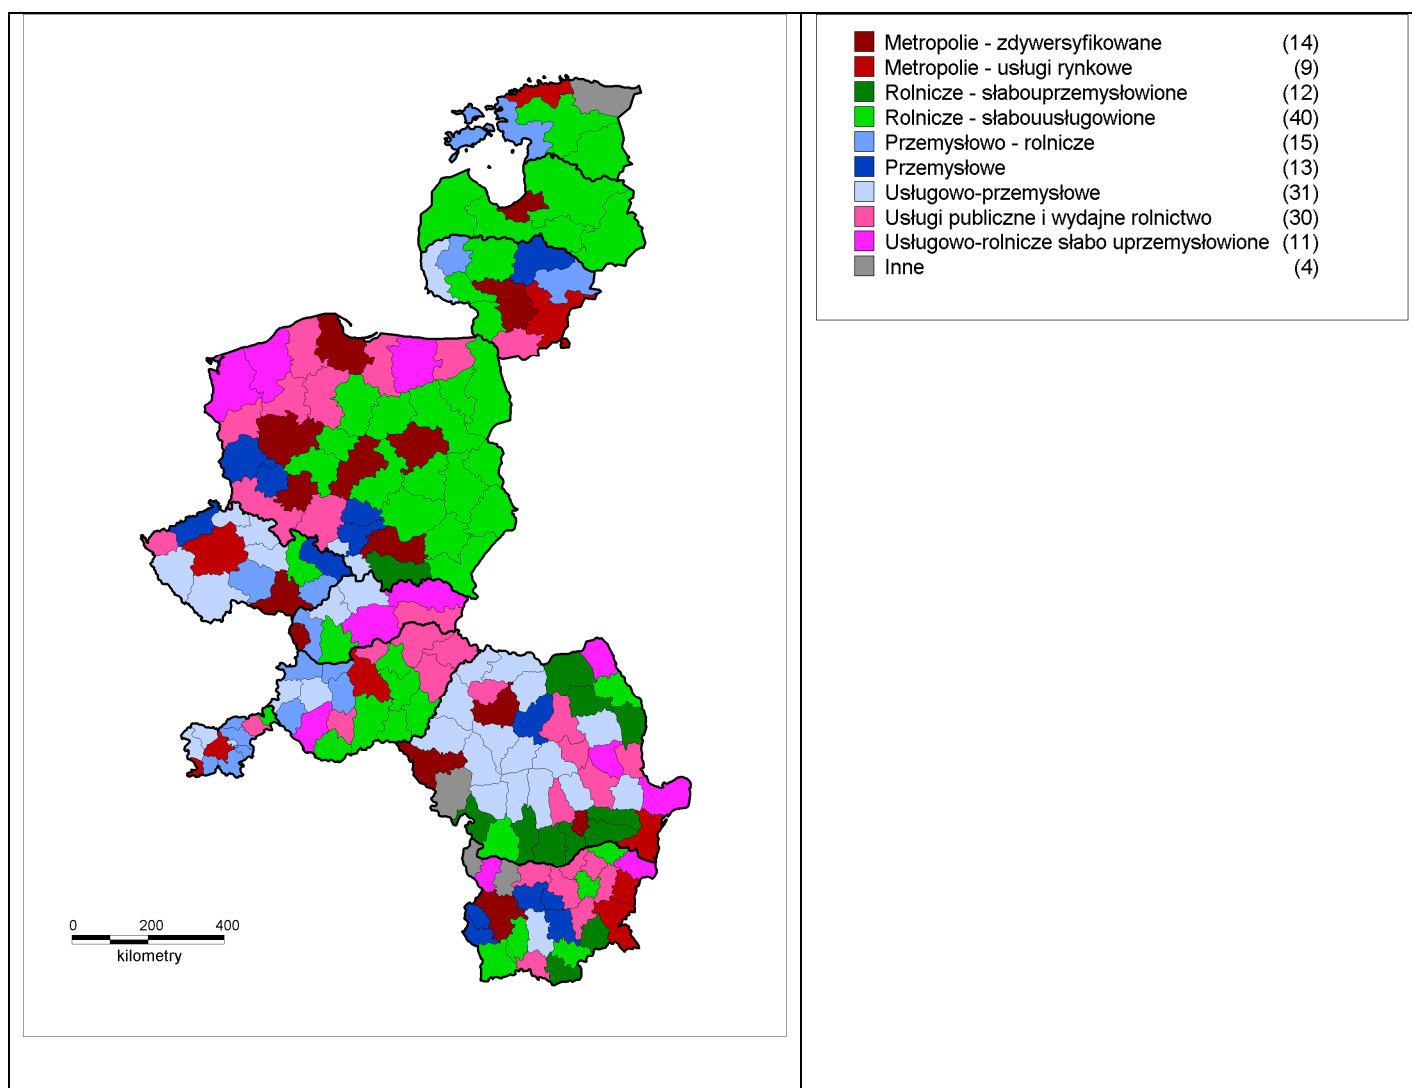 Metropolie - zdywersyfikowane (14)
Metropolie - usługi rynkowe (9)
Rolnicze - słabouprzemysłowione (12)
Rolnicze - słabouusługowione (40)
Przemysłowo - rolnicze (15)
Przemysłowe (13)
Usługowo-przemysłowe (31)
Usługi publiczne i wydajne rolnictwo (30)
Usługowo-rolnicze słabo uprzemysłowione (11)
Inne (4)
0 200 400
kilometry